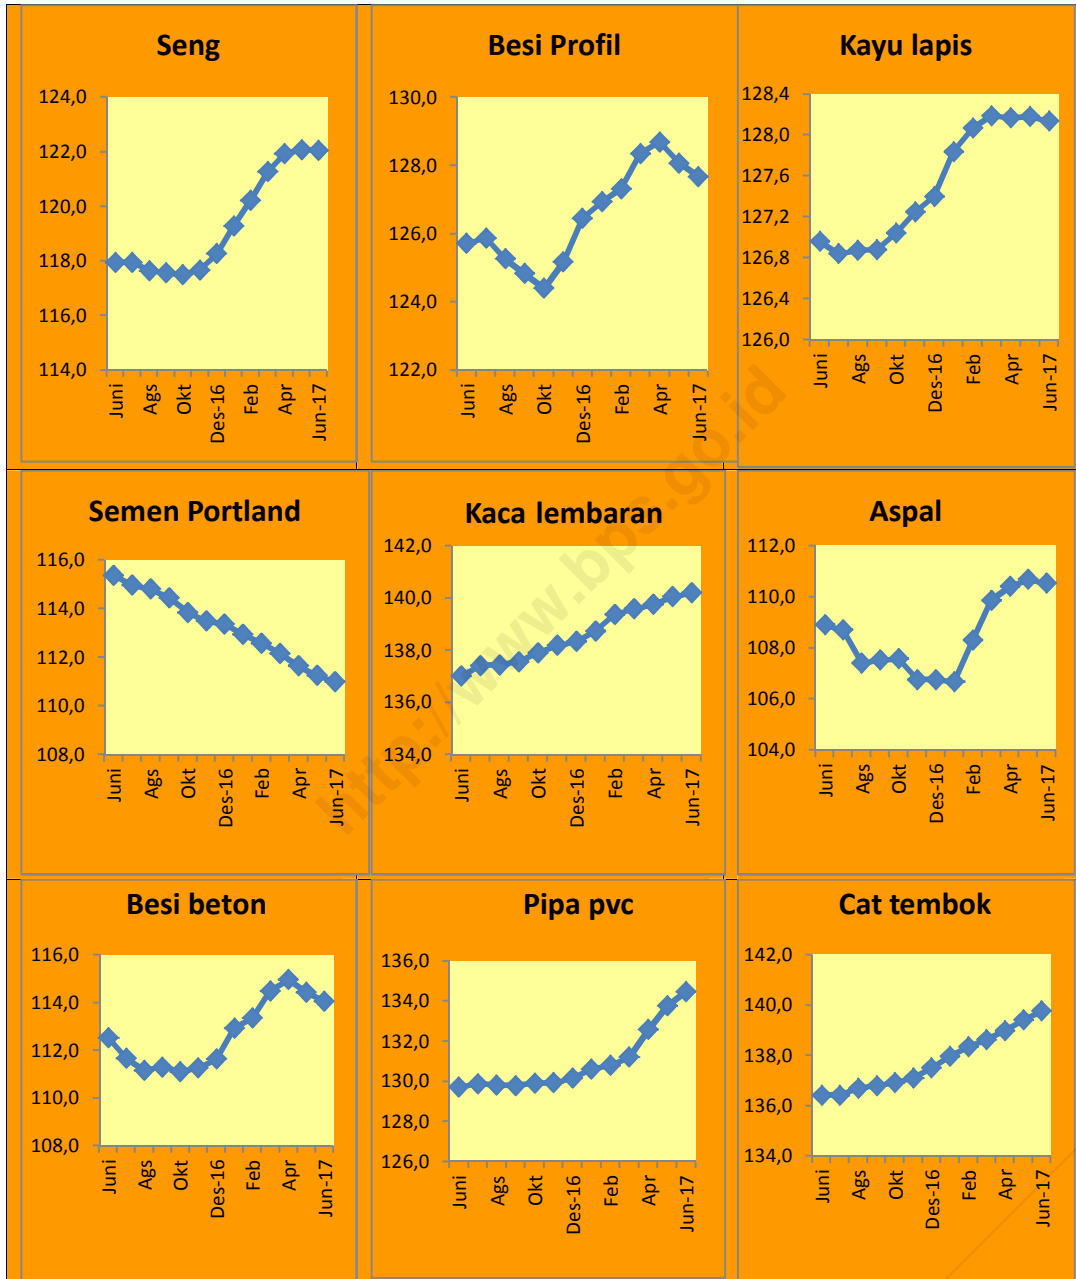 Seng
124,0
122,0
120,0
118,0
116,0
114,0
Juni
Ags
Okt
Des-16
Feb
Apr
Jun-17
Besi Profil
130,0
128,0
126,0
124,0
122,0
Juni
Ags
Okt
Des-16
Feb
Apr
Jun-17
Kayu lapis
128,4
128,0
127,6
127,2
126,8
126,4
126,0
Juni
Ags
Okt
Des-16
Feb
Apr
Jun-17
Semen Portland
116,0
114,0
112,0
110,0
108,0
Juni
Ags
Okt
Des-16
Feb
Apr
Jun-17
Kaca lembaran
142,0
140,0
138,0
136,0
134,0
Juni
Ags
Okt
Des-16
Feb
Apr
Jun-17
Aspal
112,0
110,0
108,0
106,0
104,0
Juni
Ags
Okt
Des-16
Feb
Apr
Jun-17
Besi beton
116,0
114,0
112,0
110,0
108,0
Juni
Ags
Okt
Des-16
Feb
Apr
Jun-17
Pipa pvc
136,0
134,0
132,0
130,0
128,0
126,0
Juni
Ags
Okt
Des-16
Feb
Apr
Jun-17
Cat tembok
142,0
140,0
138,0
136,0
134,0
Juni
Ags
Okt
Des-16
Feb
Apr
Jun-17
http://www.bps.go.id